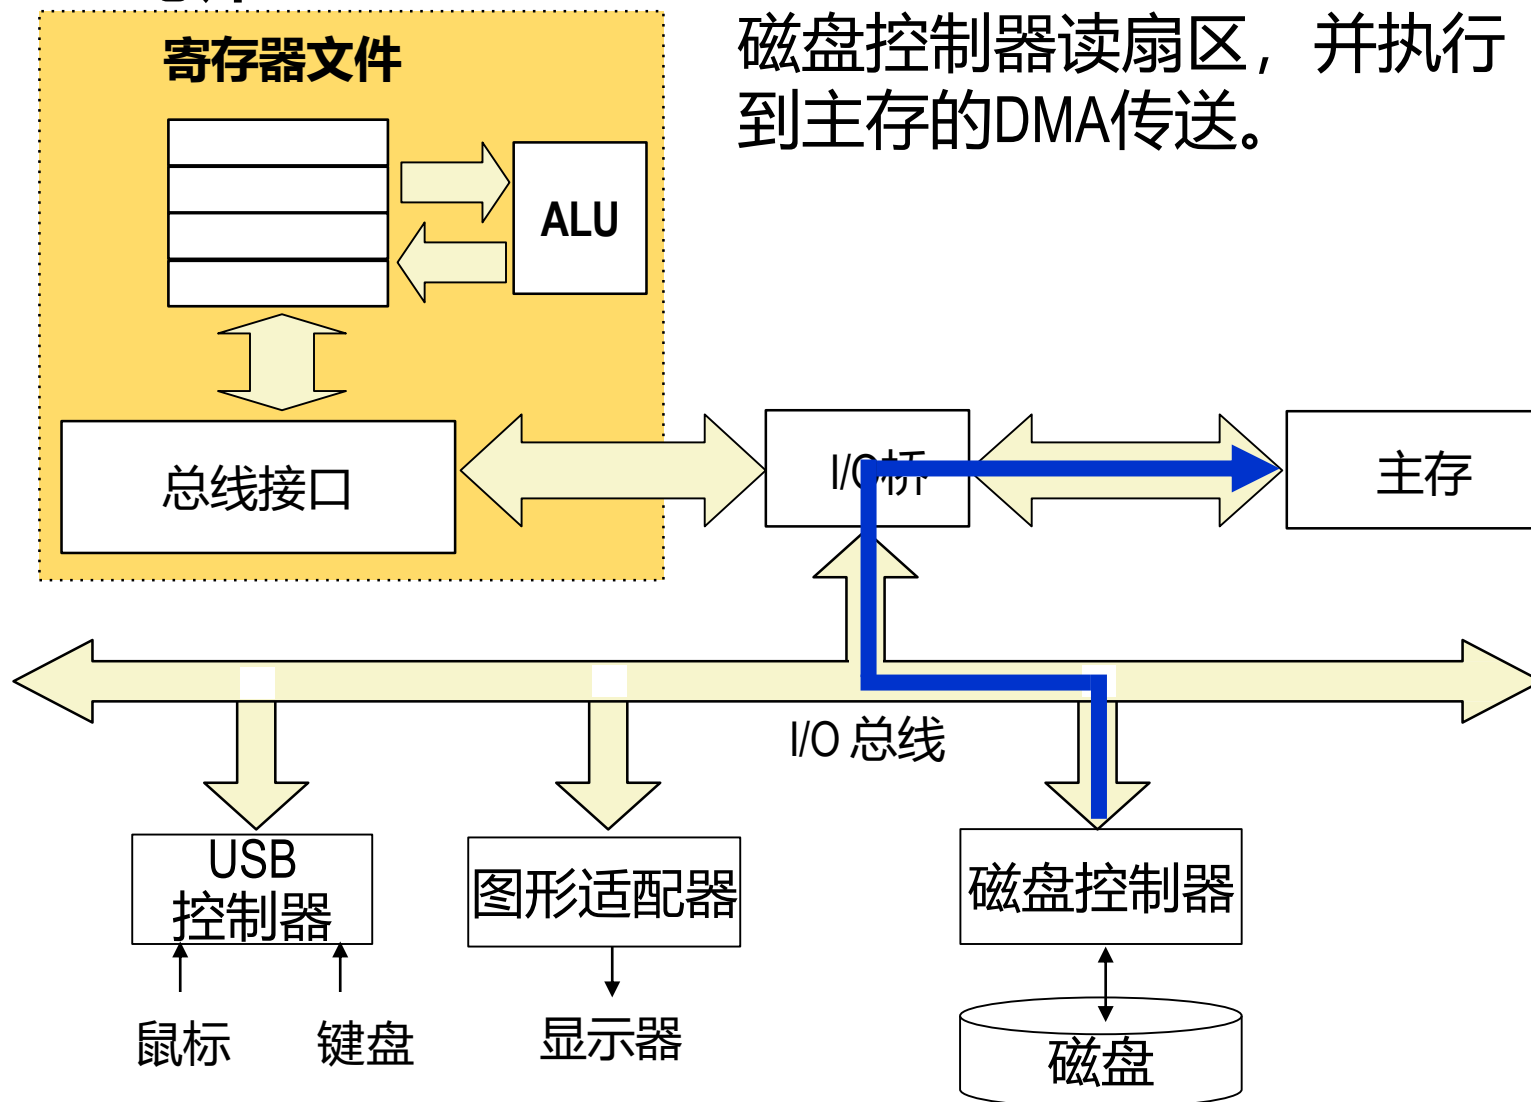 寄存器文件
磁盘控制器读扇区，并执行
到主存的DMA传送。
ALU
总线接口
I/O桥
主存
I/O 总线
USB
控制器
图形适配器
磁盘控制器
鼠标
键盘
显示器
磁盘